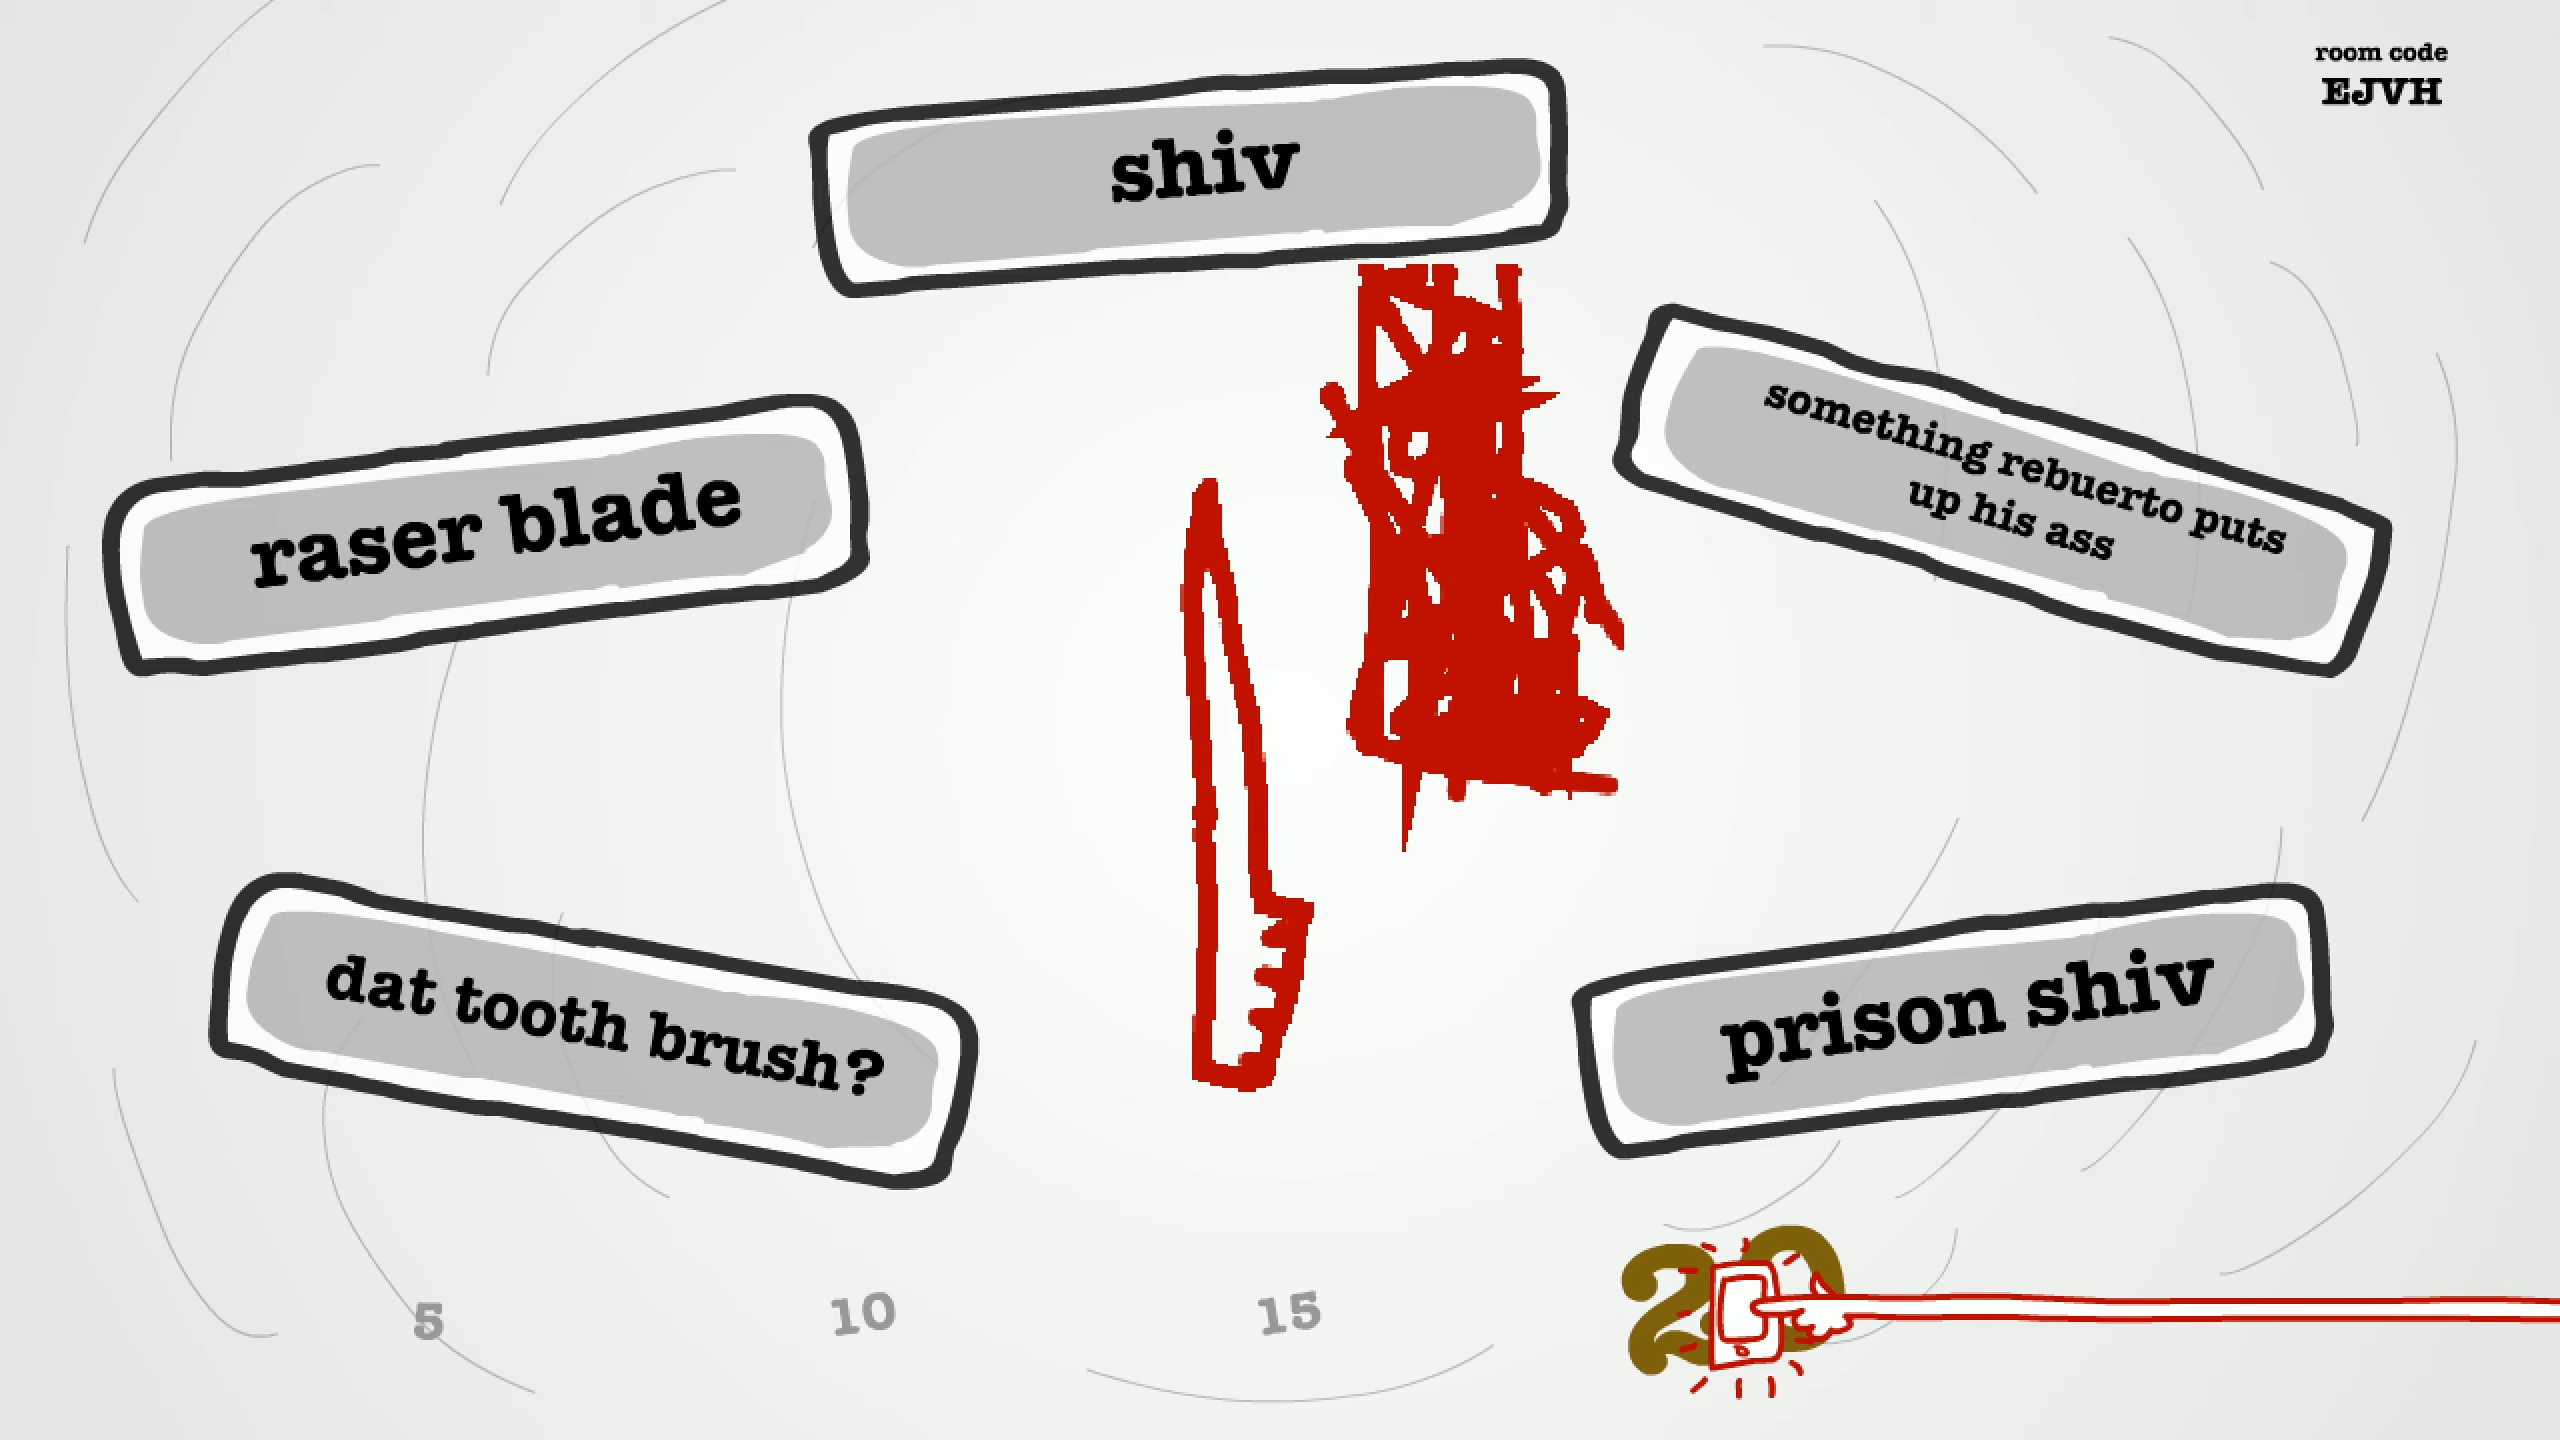 room code
EJVH
shiv
something rebuerto puts
up his ass
raser blade
dat tooth brush?
prison shiv
5
10
15
20